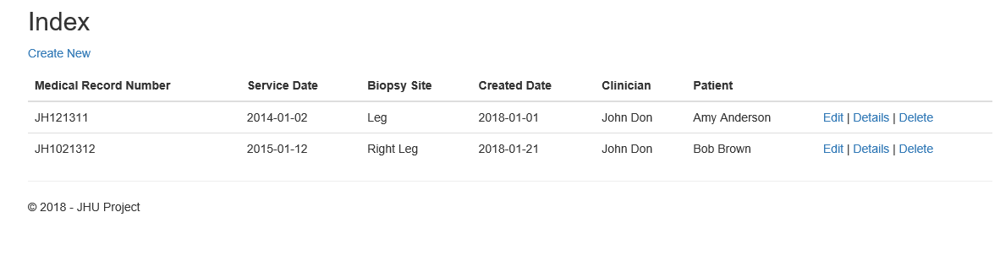 Index
Create New
Medical Record Number Service Date Biopsy Site Created Date Clinician Patient
JH121311 2014-01-02 Leg 2018-01-01 John Don Amy Anderson Edit | Details | Delete
JH1021312 2015-01-12 Right Leg 2018-01-21 John Don Bob Brown Edit | Details | Delete
© 2018 - JHU Project